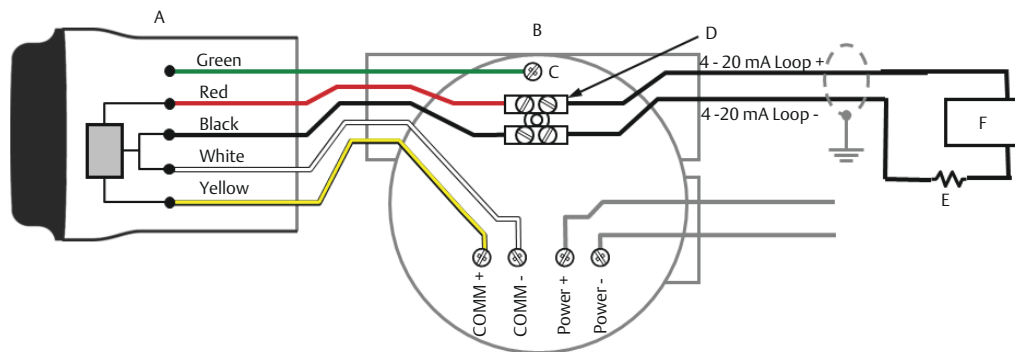 A
B
D
Green
C
4 - 20 mA Loop +
Red
Black
4 -20 mA Loop -
F
White
Yellow
E
COMM +
COMM -
Power +
Power -